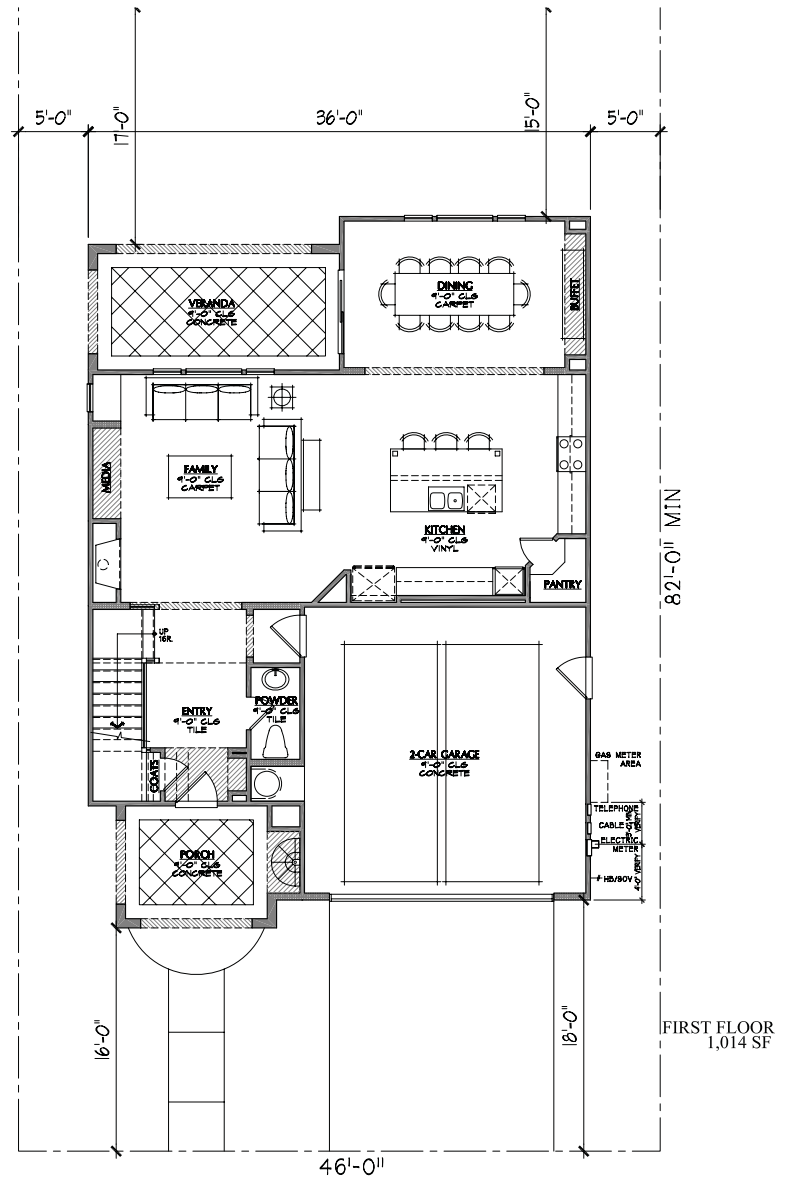 5'-0"
17'-0"
36'-0"
15'-0"
5'-0"
VERANDA
9'-0" CLG
CONCRETE
DINING
9'-0" CLG
CARPET
BUFFET
MEDIA
FAMILY
9'-0" CLG
CARPET
KITCHEN
9'-0" CLG
VINYL
PANTRY
82'-0" MIN
UP
16R.
ENTRY
9'-0" CLG
TILE
POWDER
9'-0" CLG
TILE
COATS
2-CAR GARAGE
9'-0" CLG
CONCRETE
GAS METER
AREA
TELEPHONE
CABLE
ELECTRIC
METER
HB/SOV
4'-0" VERIFY
PORCH
9'-0" CLG
CONCRETE
16'-0"
18'-0"
FIRST FLOOR
1,014 SF
46'-0"